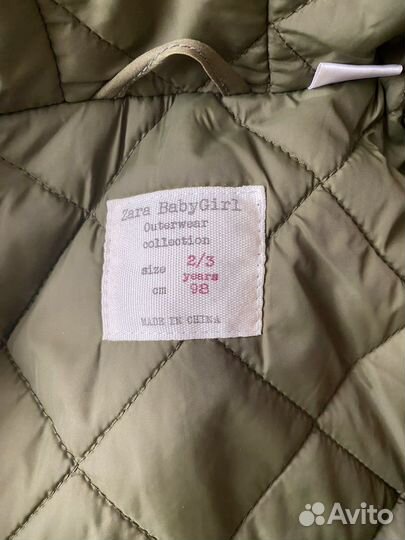 Zara BabyGirl
Outerwear
collection
size 2/3
years
cm 98
MADE IN CHINA
Avito